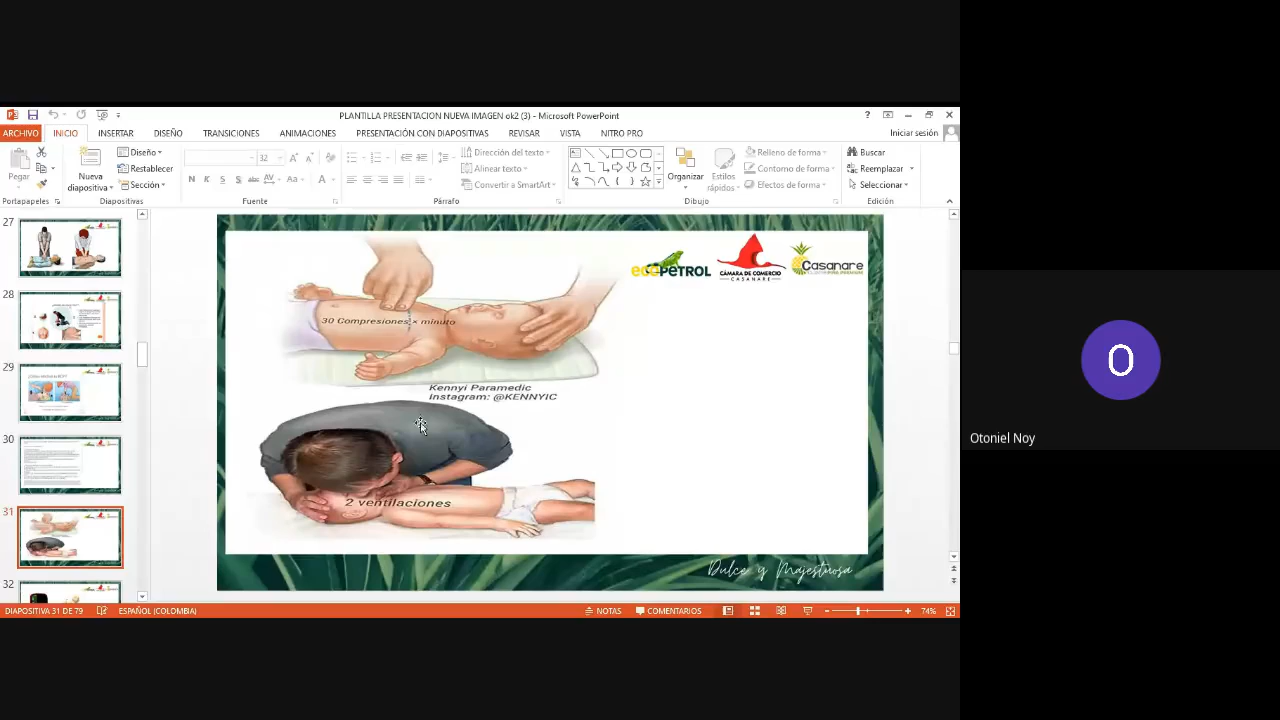 PLANTILLA PRESENTACION NUEVA IMAGEN ok2 (3) - Microsoft PowerPoint
ARCHIVO INICIO INSERTAR DISEÑO TRANSICIONES ANIMACIONES PRESENTACIÓN CON DIAPOSITIVAS REVISAR VISTA NITRO PRO Iniciar sesión
Pegar
Nueva diapositiva
Diseño
Restablecer
Sección
32
N K S S abc AV Aa A
Dirección del texto
Alinear texto
Convertir a SmartArt
Organizar
Estilos rápidos
Relleno de forma
Contorno de forma
Efectos de forma
Buscar
Reemplazar
Seleccionar
Portapapeles Diapositivas Fuente Párrafo Dibujo Edición
27
28
29
30
31
32
ecopetrol
CÁMARA DE COMERCIO
CASANARE
Casanare
30 Compresiones × minuto
Kennyi Paramedic
Instagram: @KENNYIC
2 ventilaciones
Dulce y Majestuosa
O
Otoniel Noy
DIAPOSITIVA 31 DE 79 ESPAÑOL (COLOMBIA) NOTAS COMENTARIOS 74%